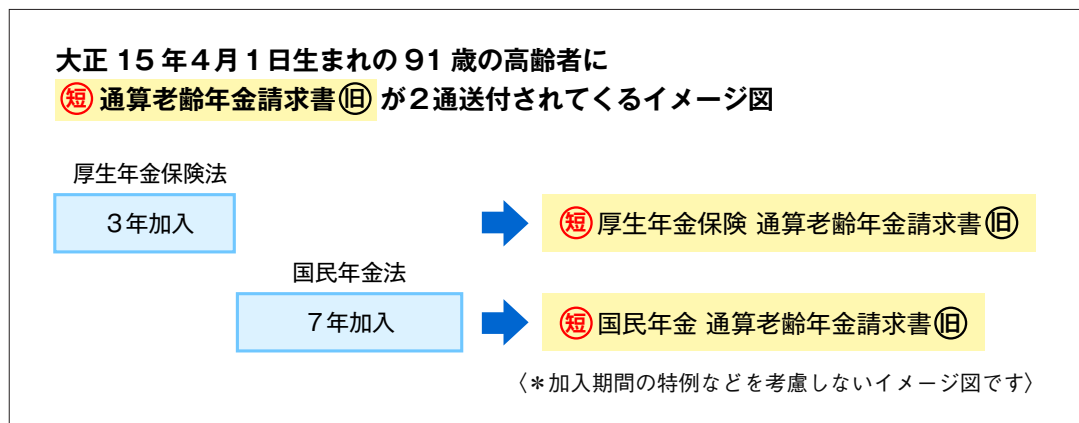 大正 15 年４月１日生まれの 91 歳の高齢者に
㊟短 通算老齢年金請求書 旧 が２通送付されてくるイメージ図
厚生年金保険法
３年加入
短 厚生年金保険 通算老齢年金請求書 旧
国民年金法
７年加入
短 国民年金 通算老齢年金請求書 旧
〈＊加入期間の特例などを考慮しないイメージ図です〉